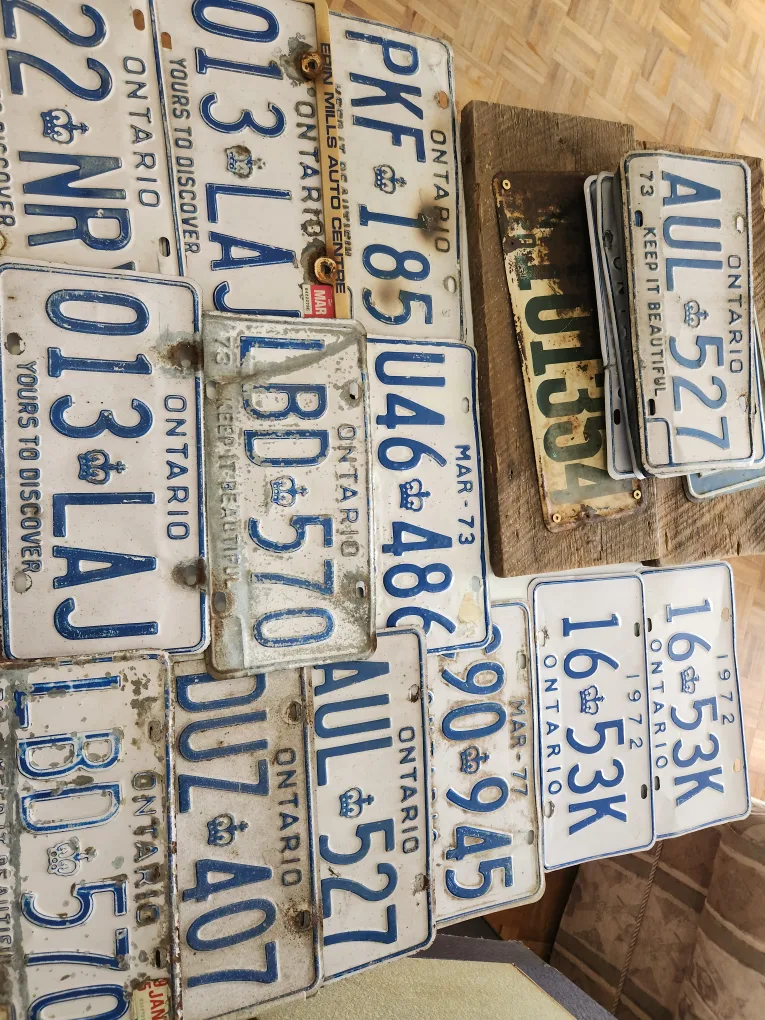 ONTARIO
22 NR
DISCOVER
ONTARIO
013 LAJ
YOURS TO DISCOVER
MAR
ERIN MILLS AUTO CENTRE
ONTARIO
PKF 185
ONTARIO
AUL 527
73 KEEP IT BEAUTIFUL
ONTARIO
013 LAJ
YOURS TO DISCOVER
ONTARIO
LBD 570
73 KEEP IT BEAUTIFUL
MAR - 73
U46 486
1972
16 53K
ONTARIO
1972
16 53K
ONTARIO
ONTARIO
LBD 570
JAN
ONTARIO
DUZ 407
ONTARIO
AUL 527
MAR - 77
90 945